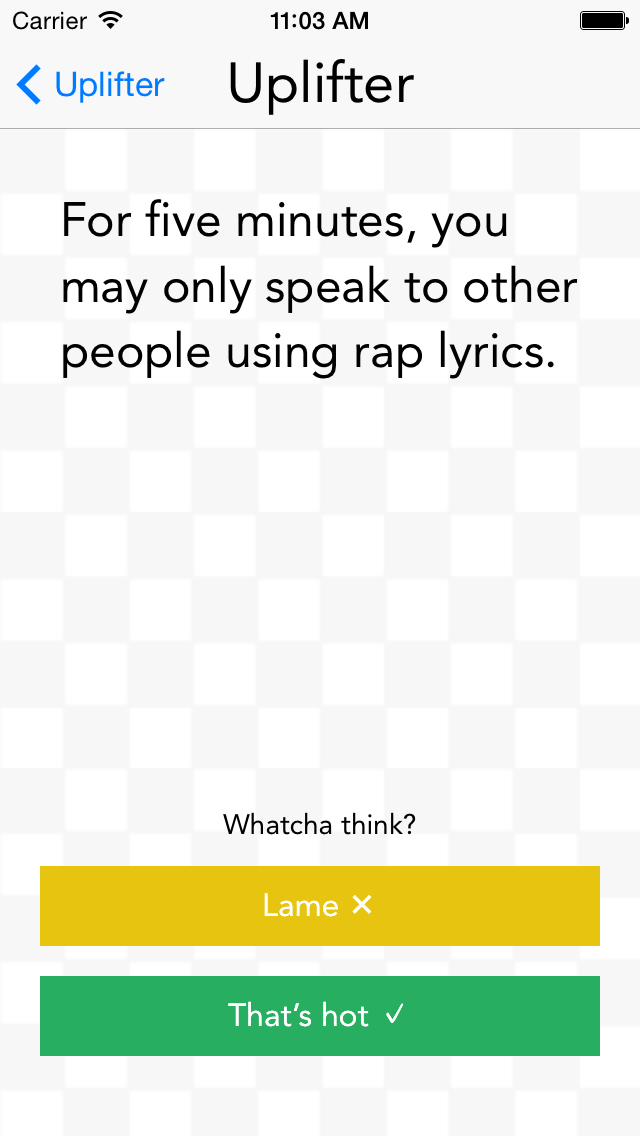 Carrier 11:03 AM
Uplifter Uplifter
For five minutes, you
may only speak to other
people using rap lyrics.
Whatcha think?
Lame ✕
That's hot ✓